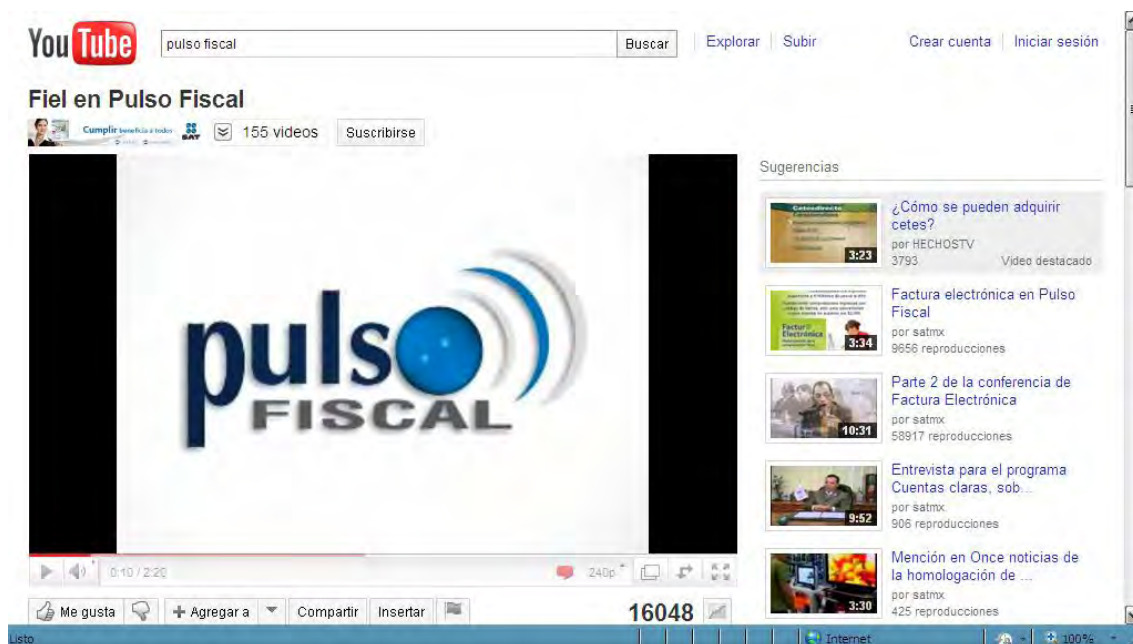 You Tube
pulso fiscal
Buscar
Explorar
Subir
Crear cuenta
Iniciar sesión
Fiel en Pulso Fiscal
Cumplir beneficia a todos
SAT
155 videos
Suscribirse
pulso
FISCAL
0:10 / 2:20
240p
Me gusta
Agregar a
Compartir
Insertar
16048
Sugerencias
3:23
¿Cómo se pueden adquirir
cetes?
por HECHOSTV
3793
Video destacado
Factura
Electrónica
3:34
Factura electrónica en Pulso
Fiscal
por satmx
9656 reproducciones
10:31
Parte 2 de la conferencia de
Factura Electrónica
por satmx
58917 reproducciones
9:52
Entrevista para el programa
Cuentas claras, sob...
por satmx
906 reproducciones
3:30
Mención en Once noticias de
la homologación de ...
por satmx
425 reproducciones
Listo
Internet
100%